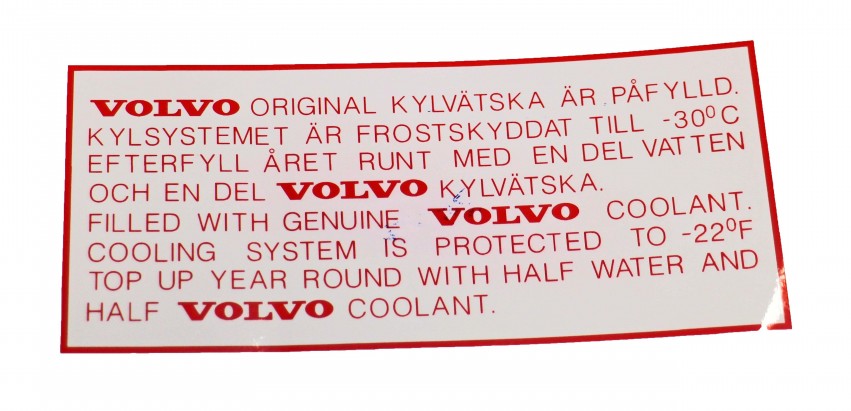 VOLVO ORIGINAL KYLVÄTSKA ÄR PÅFYLLD.
KYLSYSTEMET ÄR FROSTSKYDDAT TILL -30⁰C
EFTERFYLL ÅRET RUNT MED EN DEL VATTEN
OCH EN DEL VOLVO KYLVÄTSKA.
FILLED WITH GENUINE VOLVO COOLANT.
COOLING SYSTEM IS PROTECTED TO -22⁰F
TOP UP YEAR ROUND WITH HALF WATER AND
HALF VOLVO COOLANT.